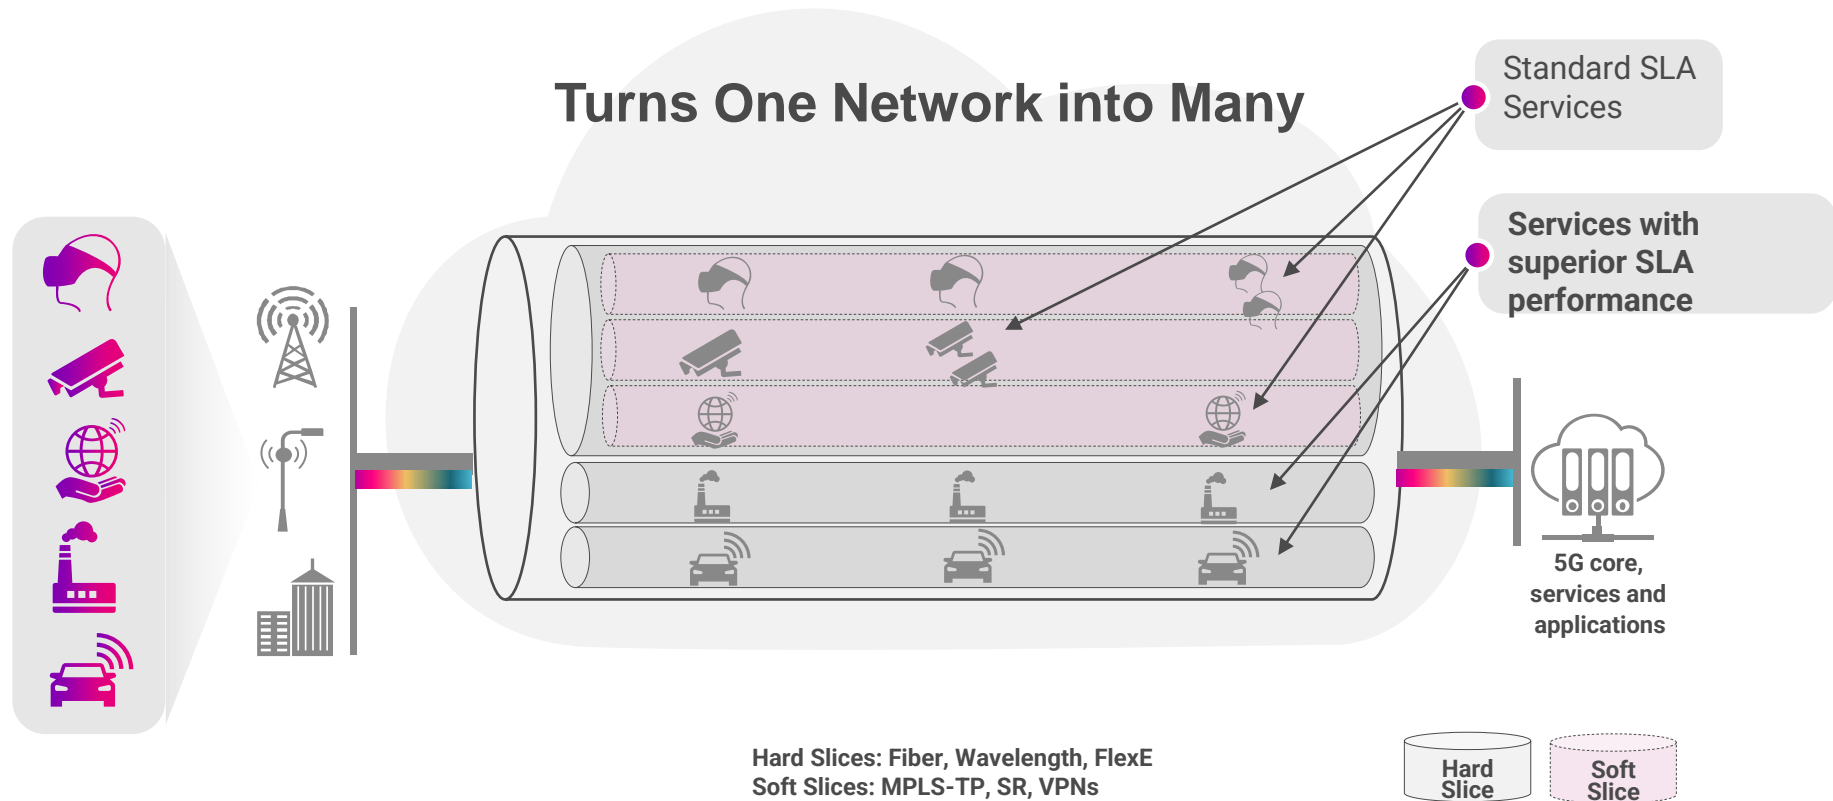 Turns One Network into Many
Standard SLA
Services
Services with
superior SLA
performance
5G core,
services and
applications
Hard Slices: Fiber, Wavelength, FlexE
Soft Slices: MPLS-TP, SR, VPNs
Hard
Slice
Soft
Slice